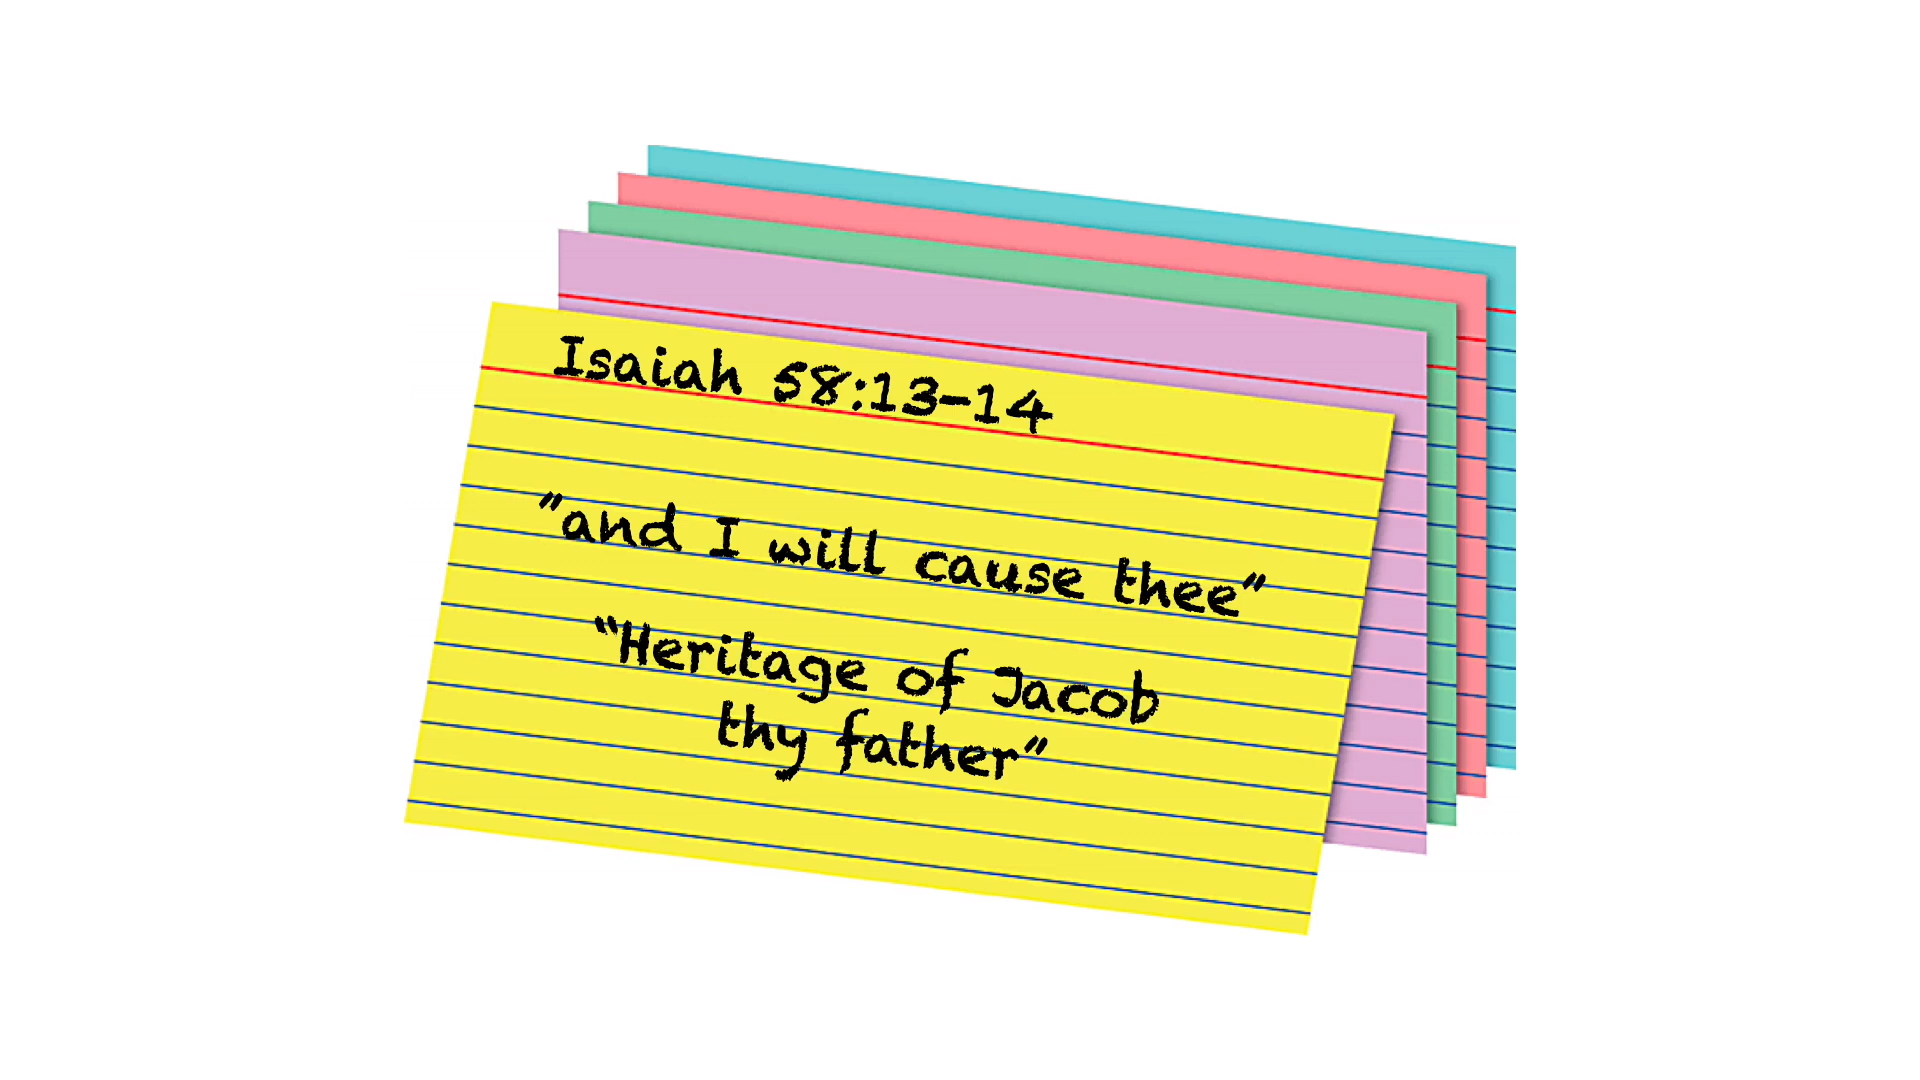 Isaiah 58:13-14
"and I will cause thee"
"Heritage of Jacob
thy father"